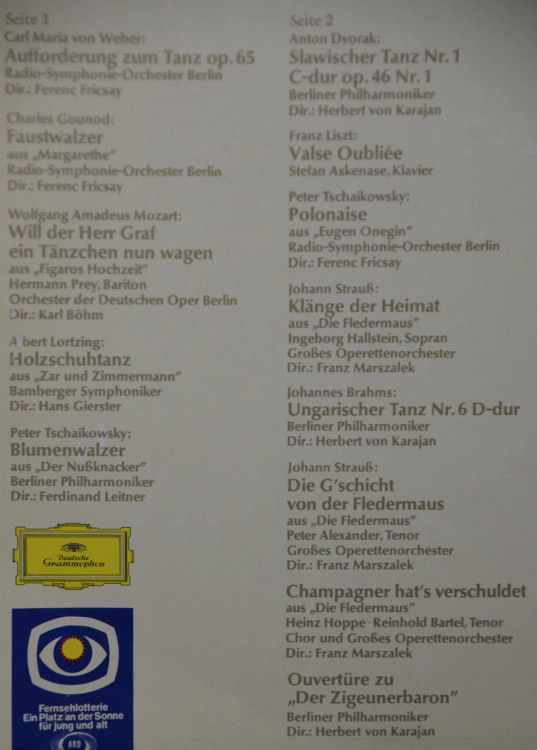 Seite 1
Carl Maria von Weber:
Aufforderung zum Tanz op. 65
Radio-Symphonie-Orchester Berlin
Dir.: Ferenc Fricsay
Charles Gounod:
Faustwalzer
aus „Margarethe”
Radio-Symphonie-Orchester Berlin
Dir.: Ferenc Fricsay
Wolfgang Amadeus Mozart:
Will der Herr Graf
ein Tänzchen nun wagen
aus „Figaros Hochzeit”
Hermann Prey, Bariton
Orchester der Deutschen Oper Berlin
Dir.: Karl Böhm
Albert Lortzing:
Holzschuhtanz
aus „Zar und Zimmermann”
Bamberger Symphoniker
Dir.: Hans Gierster
Peter Tschaikowsky:
Blumenwalzer
aus „Der Nußknacker”
Berliner Philharmoniker
Dir.: Ferdinand Leitner
Deutsche
Grammophon
Fernsehlotterie
Ein Platz an der Sonne
für jung und alt
ARD
Seite 2
Anton Dvorak:
Slawischer Tanz Nr. 1
C-dur op. 46 Nr. 1
Berliner Philharmoniker
Dir.: Herbert von Karajan
Franz Liszt:
Valse Oubliée
Stefan Askenase, Klavier
Peter Tschaikowsky:
Polonaise
aus „Eugen Onegin”
Radio-Symphonie-Orchester Berlin
Dir.: Ferenc Fricsay
Johann Strauß:
Klänge der Heimat
aus „Die Fledermaus”
Ingeborg Hallstein, Sopran
Großes Operettenorchester
Dir.: Franz Marszalek
Johannes Brahms:
Ungarischer Tanz Nr. 6 D-dur
Berliner Philharmoniker
Dir.: Herbert von Karajan
Johann Strauß:
Die G'schicht
von der Fledermaus
aus „Die Fledermaus”
Peter Alexander, Tenor
Großes Operettenorchester
Dir.: Franz Marszalek
Champagner hat's verschuldet
aus „Die Fledermaus”
Heinz Hoppe · Reinhold Bartel, Tenor
Chor und Großes Operettenorchester
Dir.: Franz Marszalek
Ouvertüre zu
„Der Zigeunerbaron”
Berliner Philharmoniker
Dir.: Herbert von Karajan